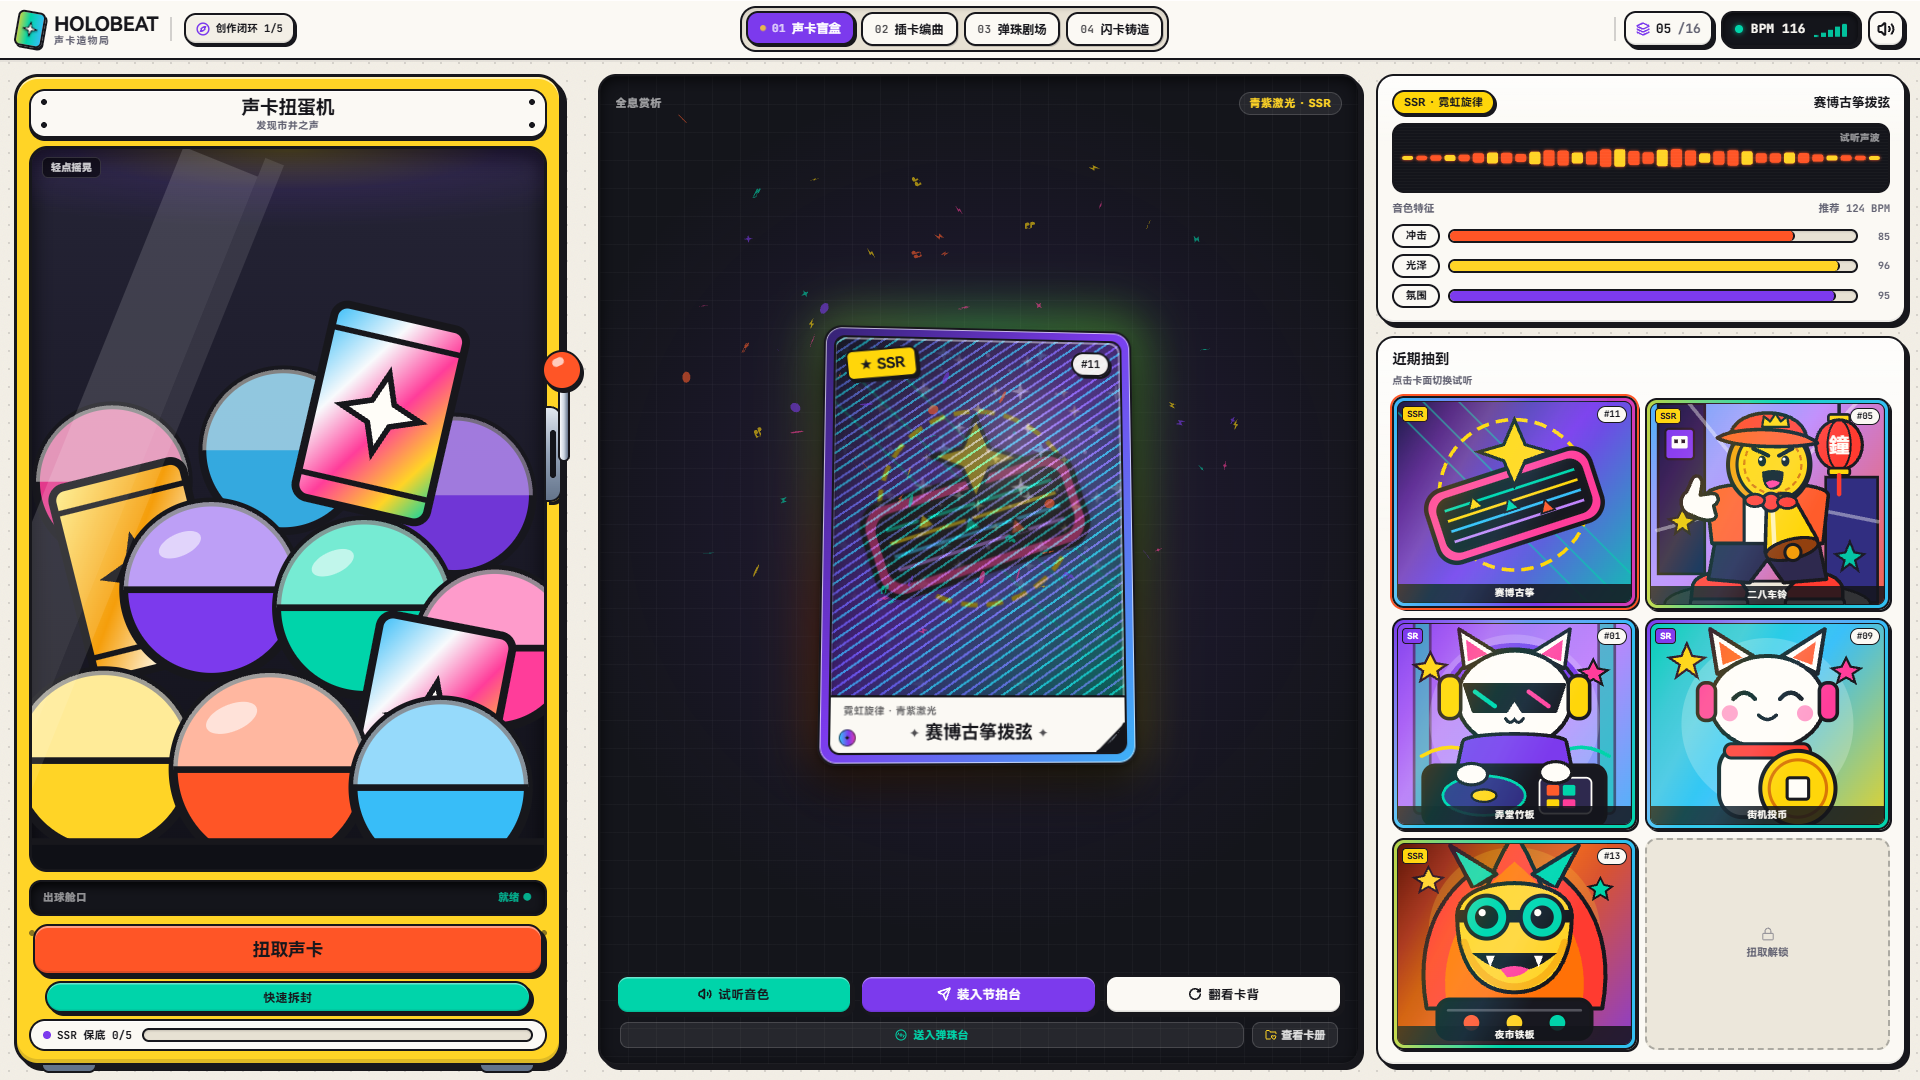 HOLOBEAT
声卡造物局
创作闭环 1/5
01 声卡盲盒
02 插卡编曲
03 弹珠剧场
04 闪卡铸造
05 /16
BPM 116
声卡扭蛋机
发现市井之声
轻点摇晃
出球舱口
就绪
扭取声卡
快速拆封
SSR 保底 0/5
全息赏析
青紫激光 · SSR
★ SSR
#11
霓虹旋律 · 青紫激光
赛博古筝拨弦
试听音色
装入节拍台
翻看卡背
送入弹珠台
查看卡册
SSR · 霓虹旋律
赛博古筝拨弦
试听声波
音色特征
推荐 124 BPM
冲击
85
光泽
96
氛围
95
近期抽到
点击卡面切换试听
SSR
#11
赛博古筝
SSR
#05
鐘
二八车铃
SR
#01
弄堂竹板
SR
#09
街机投币
SSR
#13
夜市铁板
扭取解锁